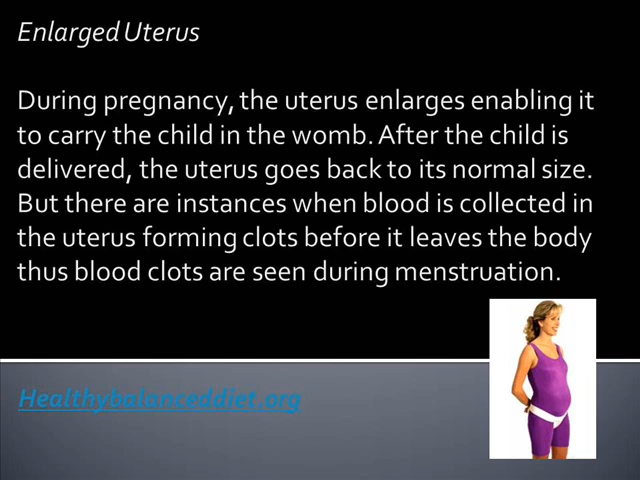 Enlarged Uterus
During pregnancy, the uterus enlarges enabling it
to carry the child in the womb. After the child is
delivered, the uterus goes back to its normal size.
But there are instances when blood is collected in
the uterus forming clots before it leaves the body
thus blood clots are seen during menstruation.
Healthybalanceddiet.org